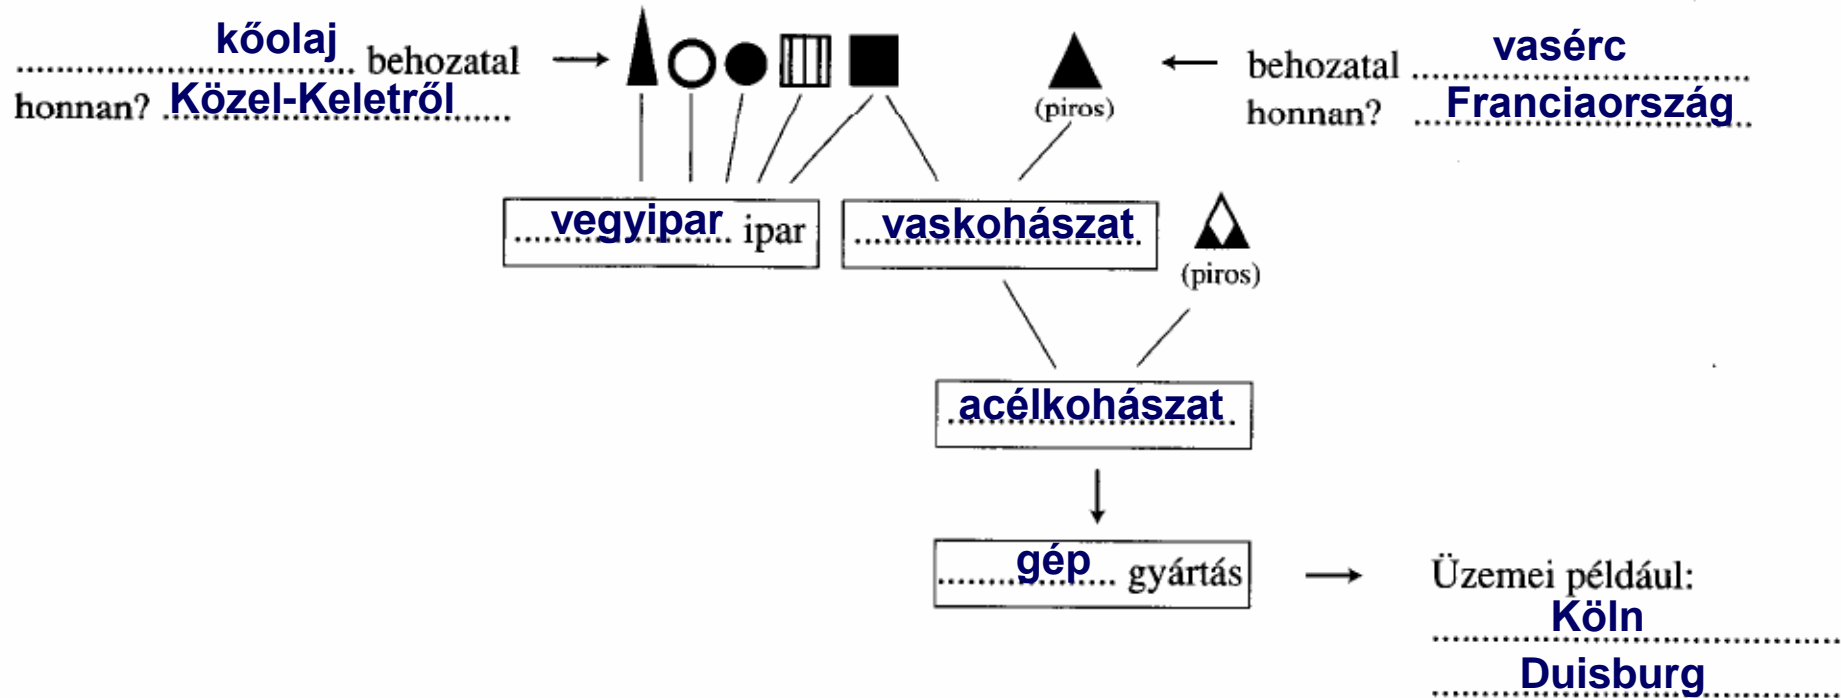 kőolaj behozatal
honnan? Közel-Keletről
(piros)
behozatal vasérc
honnan? Franciaország
vegyipar ipar
vaskohászat
(piros)
acélkohászat
gép gyártás
Üzemei például:
Köln
Duisburg